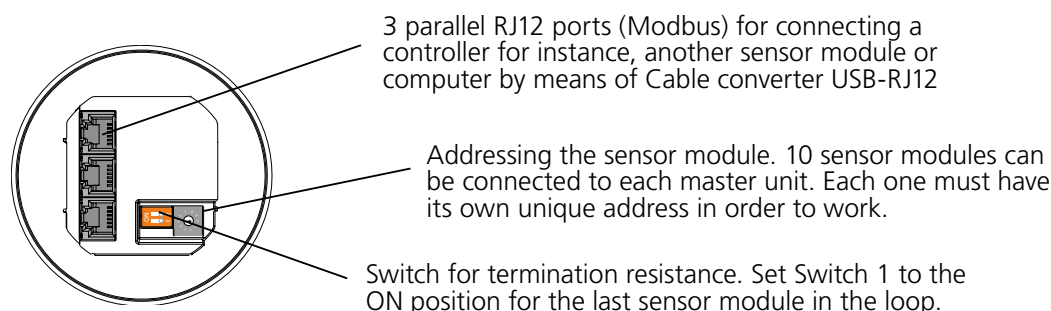 3 parallel RJ12 ports (Modbus) for connecting a
controller for instance, another sensor module or
computer by means of Cable converter USB-RJ12
Addressing the sensor module. 10 sensor modules can
be connected to each master unit. Each one must have
its own unique address in order to work.
ON
Switch for termination resistance. Set Switch 1 to the
ON position for the last sensor module in the loop.